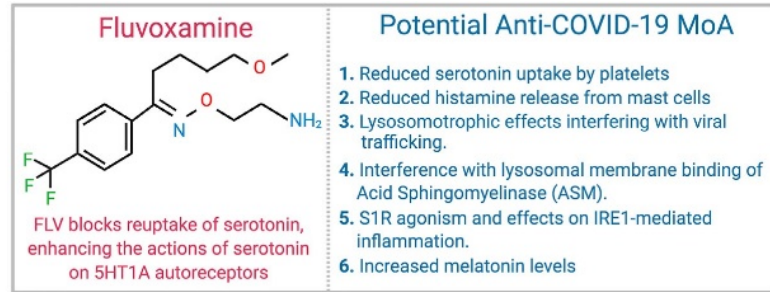 Fluvoxamine
O
O
N
NH₂
F
F
F
FLV blocks reuptake of serotonin,
enhancing the actions of serotonin
on 5HT1A autoreceptors
Potential Anti-COVID-19 MoA
1. Reduced serotonin uptake by platelets
2. Reduced histamine release from mast cells
3. Lysosomotrophic effects interfering with viral
trafficking.
4. Interference with lysosomal membrane binding of
Acid Sphingomyelinase (ASM).
5. S1R agonism and effects on IRE1-mediated
inflammation.
6. Increased melatonin levels